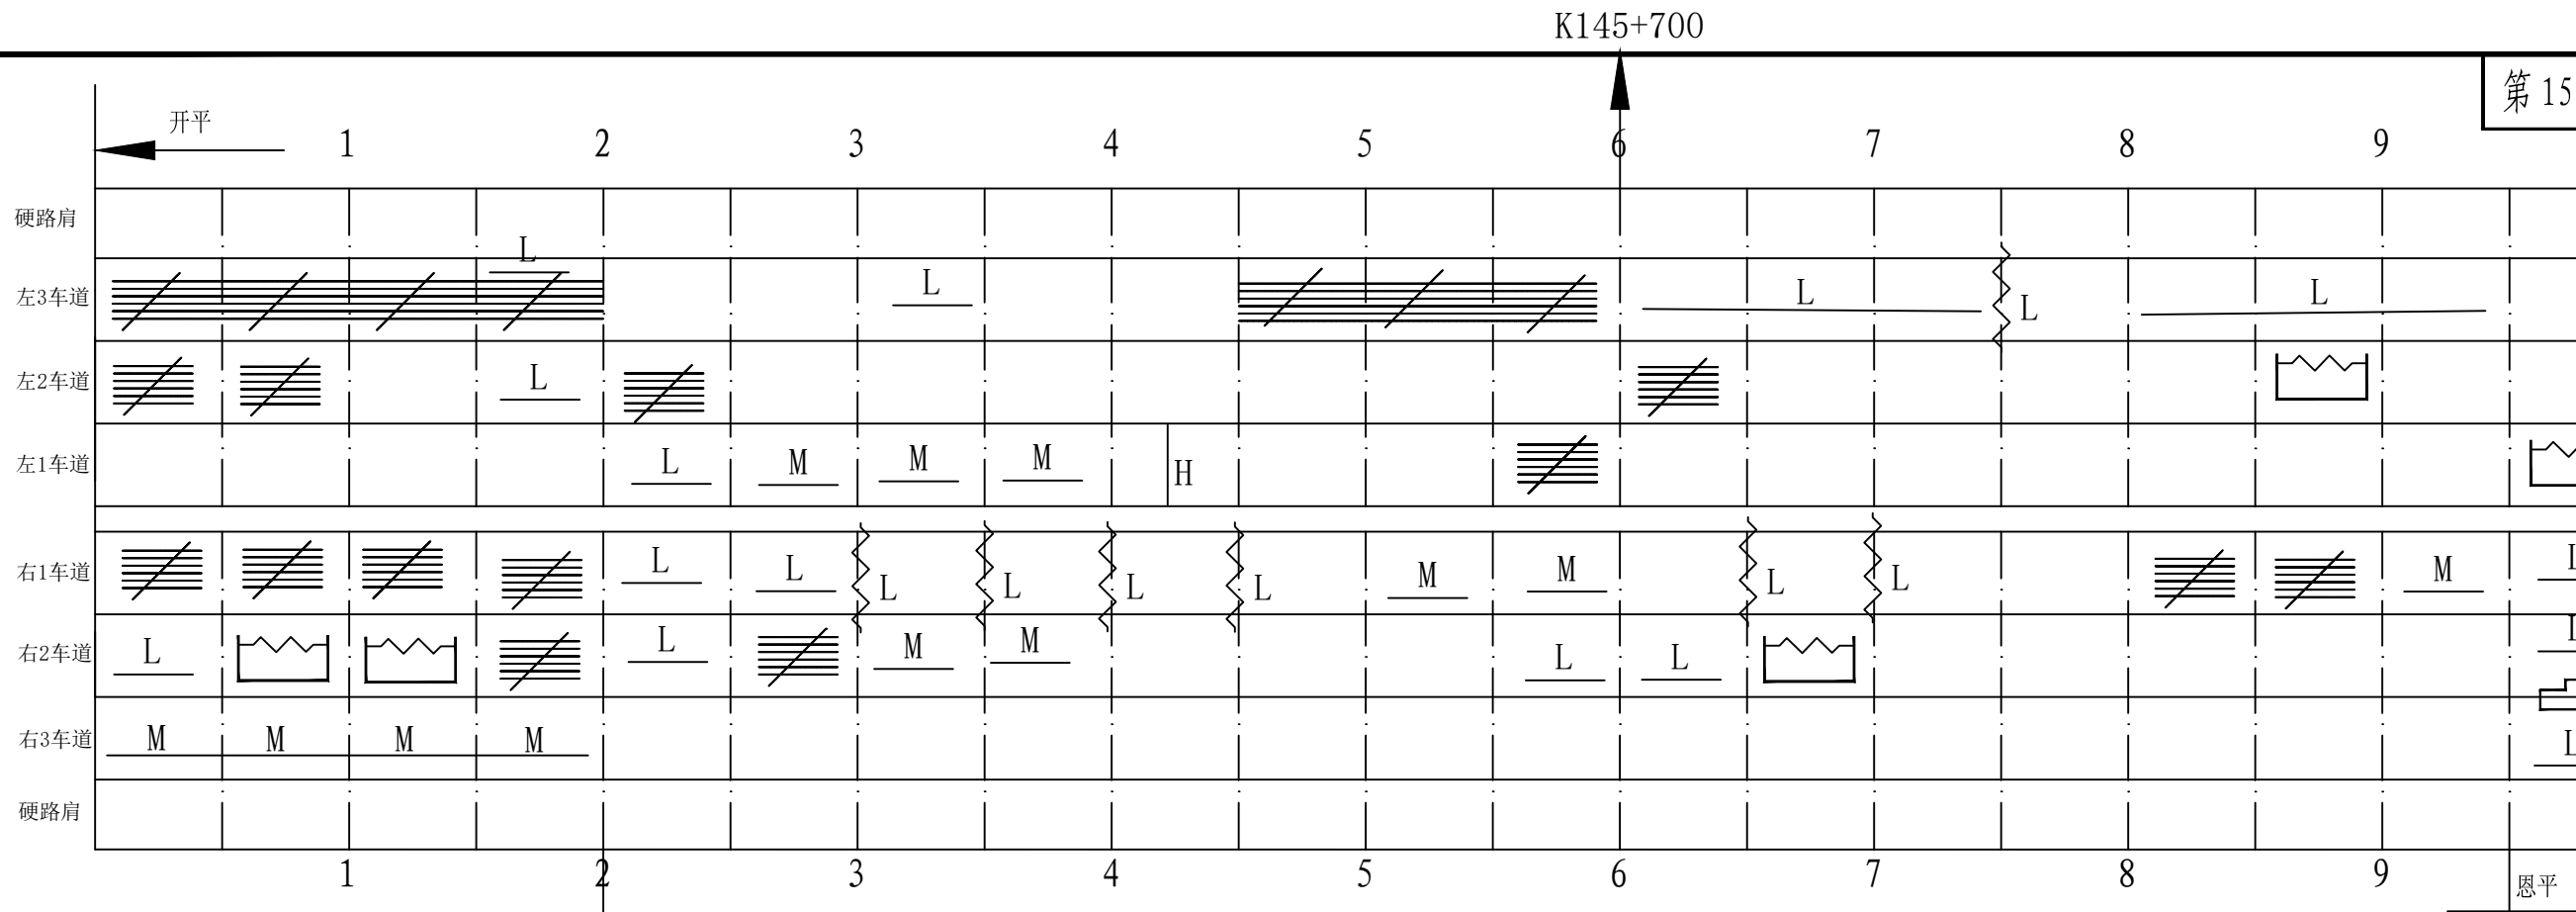 K145+700
第 15
开平
1 2 3 4 5 6 7 8 9
硬路肩
L
左3车道 L L L L
左2车道 L
左1车道 L M M M H
右1车道 L L L L L L M M L L M L
右2车道 L L M M L L L
右3车道 M M M M L
硬路肩
1 2 3 4 5 6 7 8 9
恩平